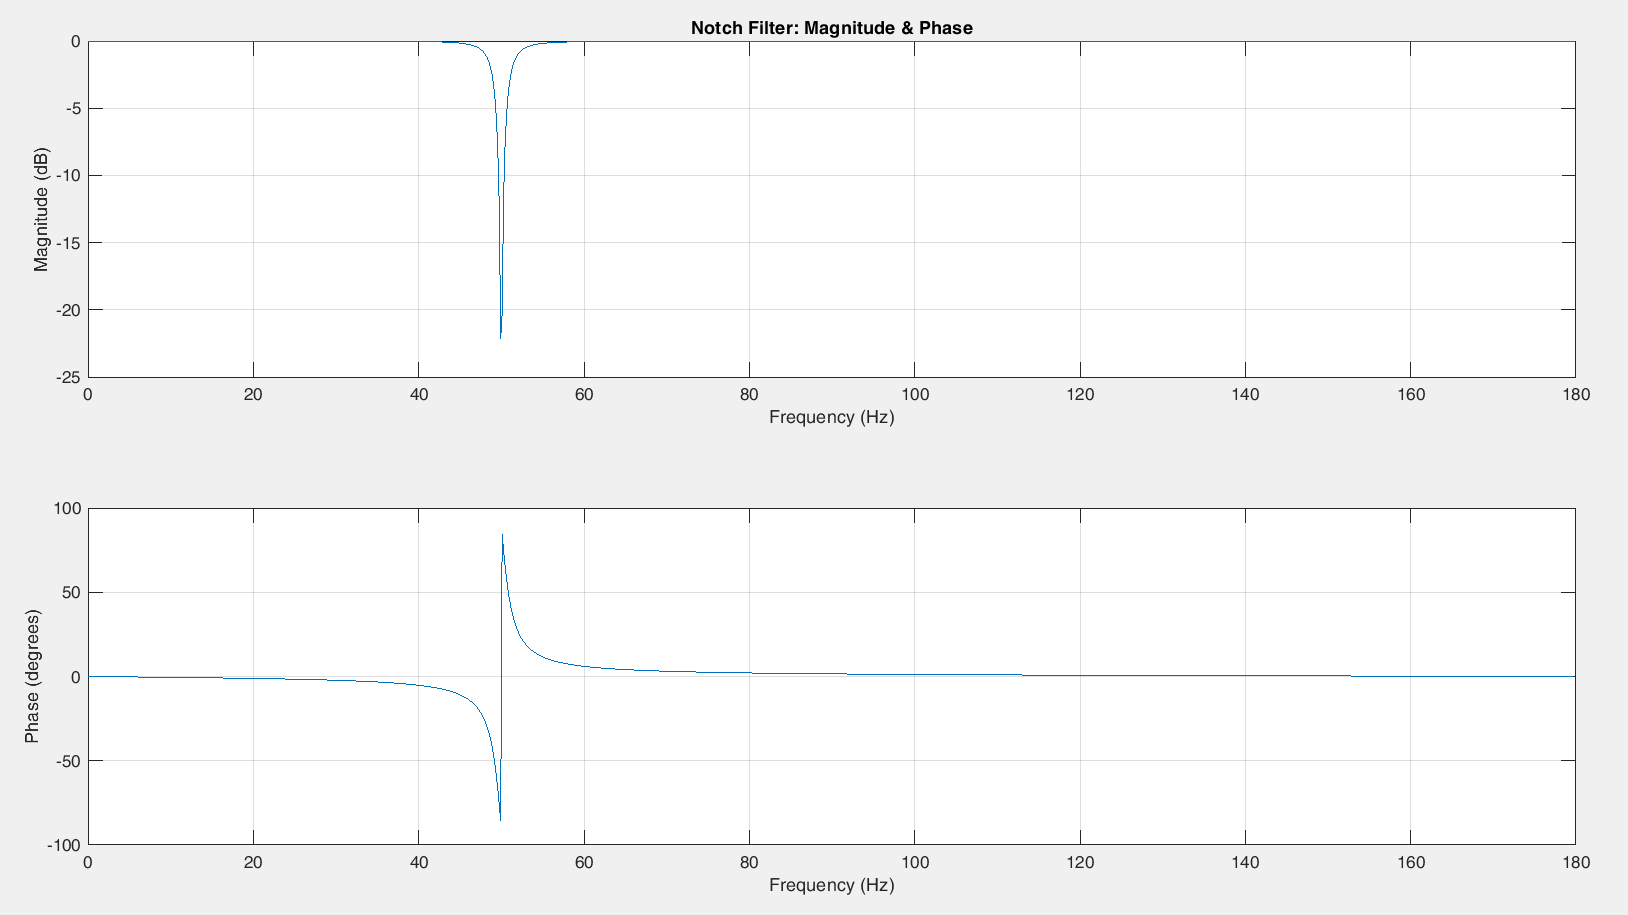 Notch Filter: Magnitude & Phase
0
-5
-10
-15
-20
-25
Magnitude (dB)
0 20 40 60 80 100 120 140 160 180
Frequency (Hz)
100
50
0
-50
-100
Phase (degrees)
0 20 40 60 80 100 120 140 160 180
Frequency (Hz)